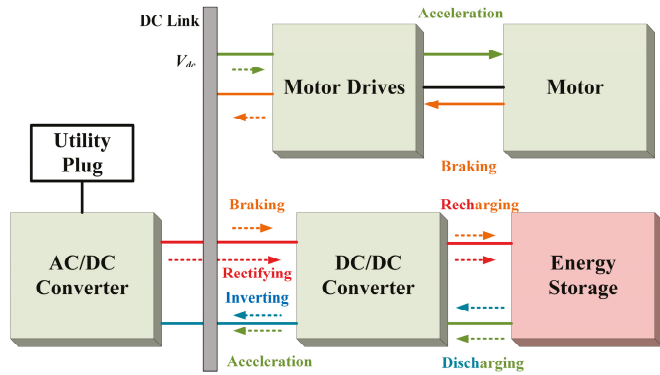 DC Link
Acceleration
Vdc
Motor Drives
Motor
Braking
Utility
Plug
Braking
Recharging
AC/DC
Converter
Rectifying
DC/DC
Converter
Energy
Storage
Inverting
Acceleration
Discharging